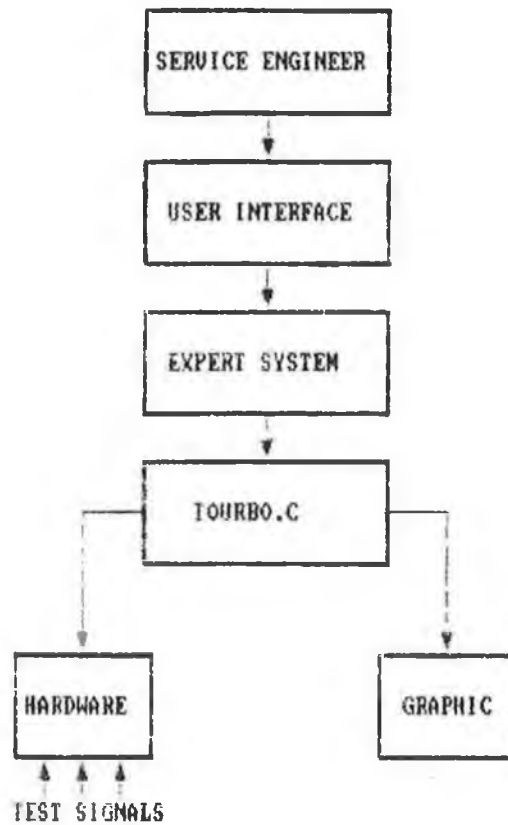 SERVICE ENGINEER
USER INTERFACE
EXPERT SYSTEM
TOURBO.C
HARDWARE
GRAPHIC
TEST SIGNALS